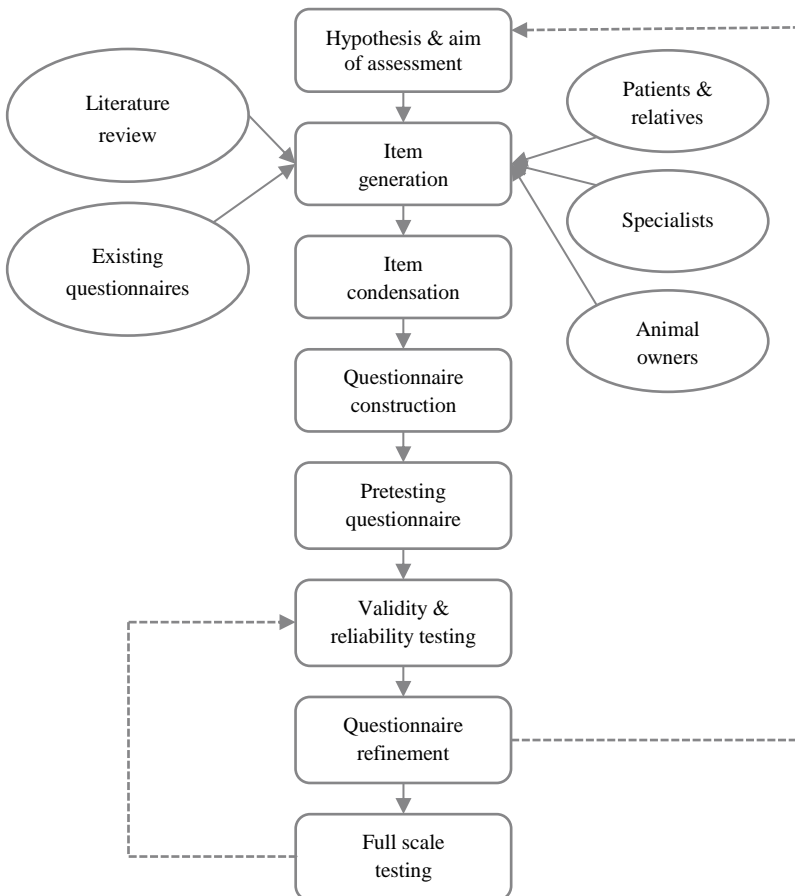 Hypothesis & aim
of assessment
Literature
review
Patients &
relatives
Item
generation
Existing
questionnaires
Specialists
Item
condensation
Animal
owners
Questionnaire
construction
Pretesting
questionnaire
Validity &
reliability testing
Questionnaire
refinement
Full scale
testing